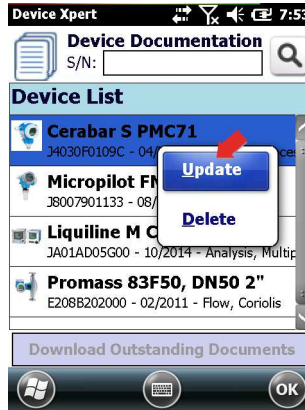 Device Xpert 7:53
Device Documentation
S/N:
Device List
Cerabar S PMC71
J4030F0109C - 04/
Update
Micropilot FM
J8007901133 - 08/
Delete
Liquiline M C
JA01AD05G00 - 10/2014 - Analysis, Multip
Promass 83F50, DN50 2"
E208B202000 - 02/2011 - Flow, Coriolis
Download Outstanding Documents
OK